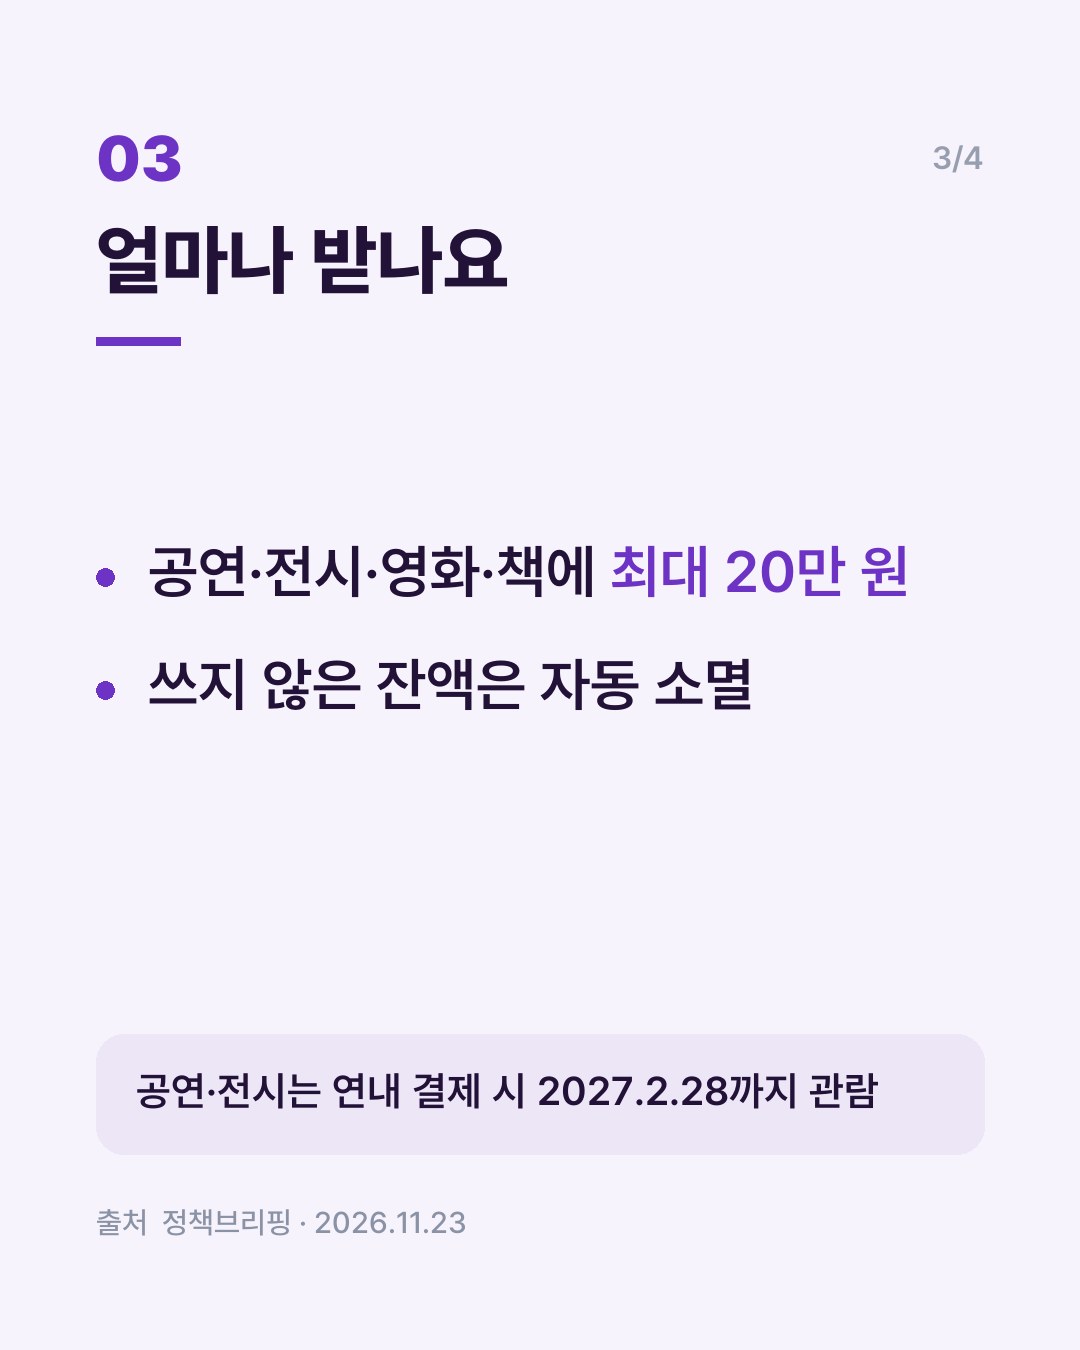 03
3/4
얼마나 받나요
공연·전시·영화·책에 최대 20만 원
쓰지 않은 잔액은 자동 소멸
공연·전시는 연내 결제 시 2027.2.28까지 관람
출처 정책브리핑 · 2026.11.23